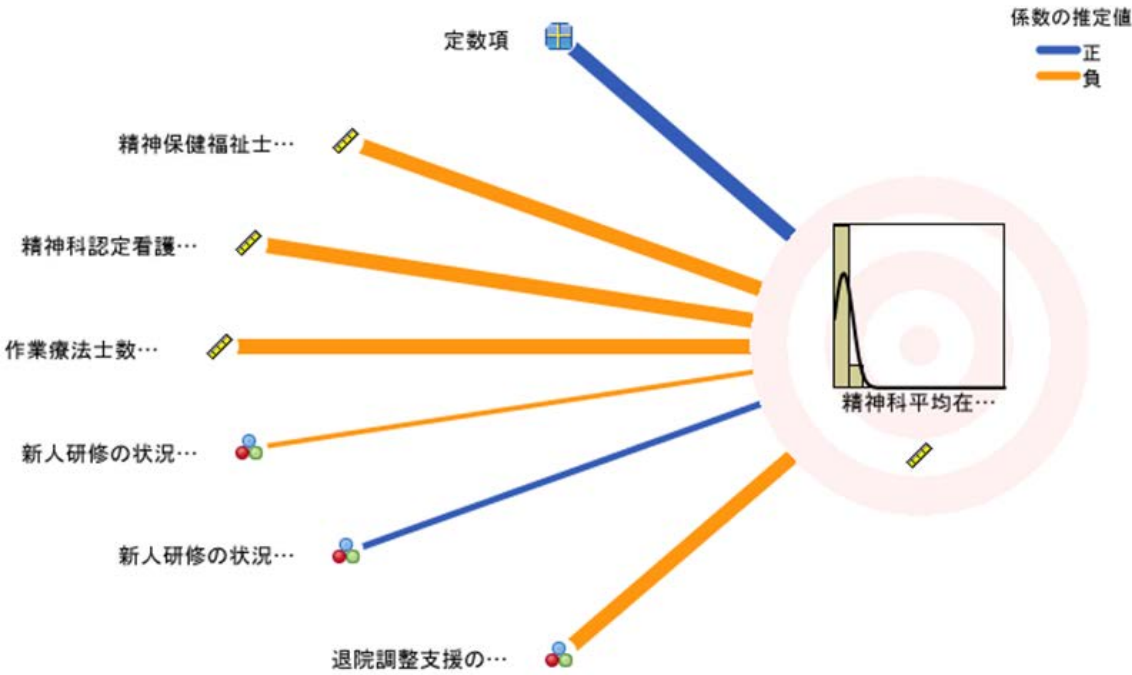 係数の推定値
正
負
定数項
精神保健福祉士…
精神科認定看護…
作業療法士数…
新人研修の状況…
新人研修の状況…
退院調整支援の…
精神科平均在…